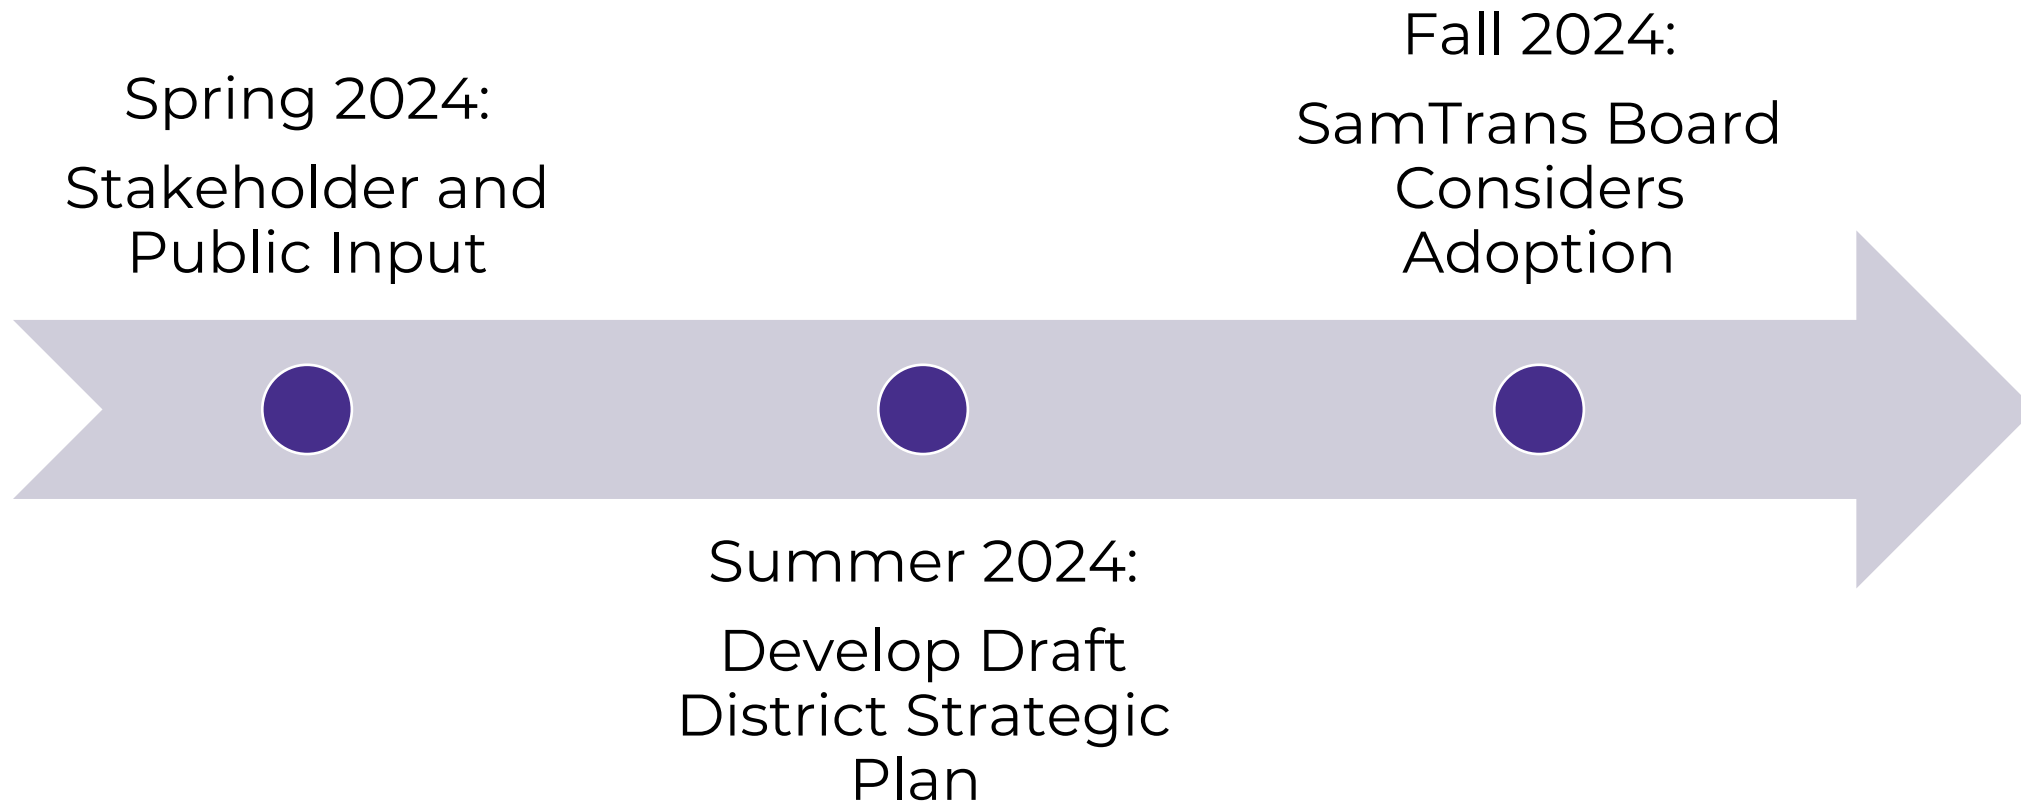 Spring 2024:
Stakeholder and
Public Input
Summer 2024:
Develop Draft
District Strategic
Plan
Fall 2024:
SamTrans Board
Considers
Adoption